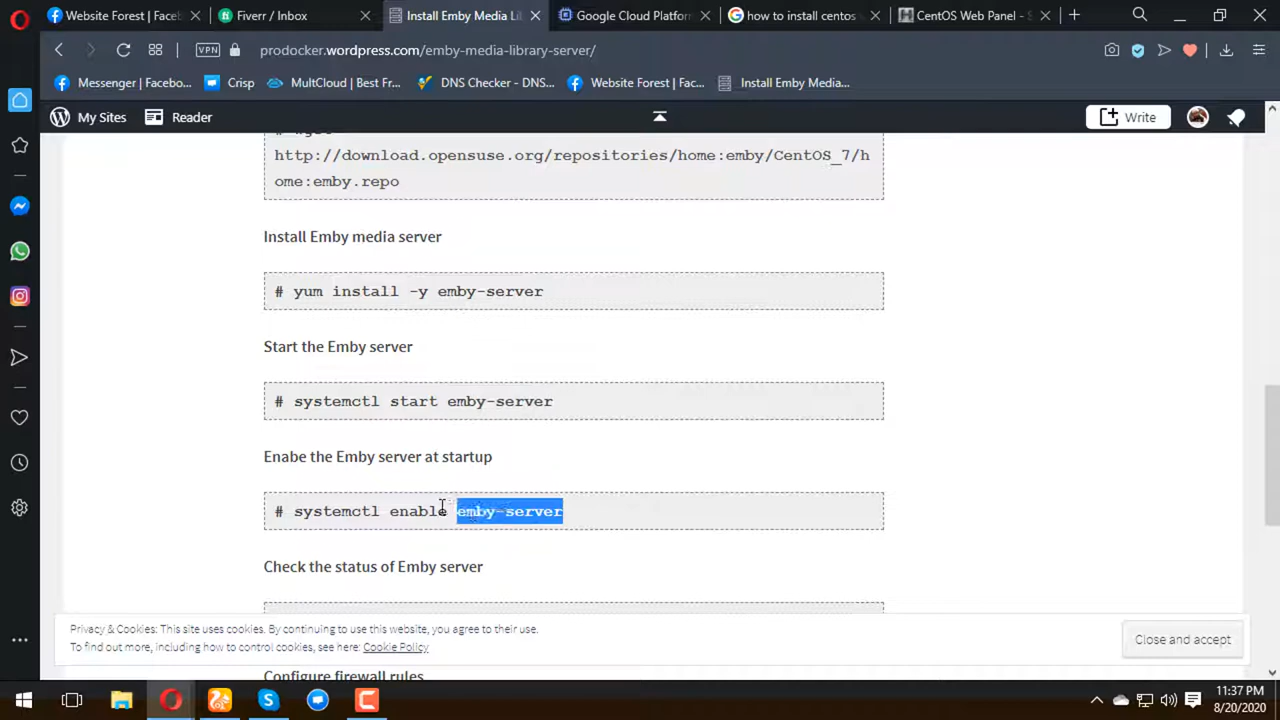 Website Forest | Faceb
Fiverr / Inbox
Install Emby Media Li
Google Cloud Platfor
how to install centos
CentOS Web Panel - S
VPN
prodocker.wordpress.com/emby-media-library-server/
Messenger | Facebo...
Crisp
MultCloud | Best Fr...
DNS Checker - DNS...
Website Forest | Fac...
Install Emby Media...
My Sites
Reader
Write
http://download.opensuse.org/repositories/home:emby/CentOS_7/h
ome:emby.repo
Install Emby media server
# yum install -y emby-server
Start the Emby server
# systemctl start emby-server
Enabe the Emby server at startup
# systemctl enable emby-server
Check the status of Emby server
Privacy & Cookies: This site uses cookies. By continuing to use this website, you agree to their use.
To find out more, including how to control cookies, see here: Cookie Policy
Close and accept
Configure firewall rules
11:37 PM
8/20/2020